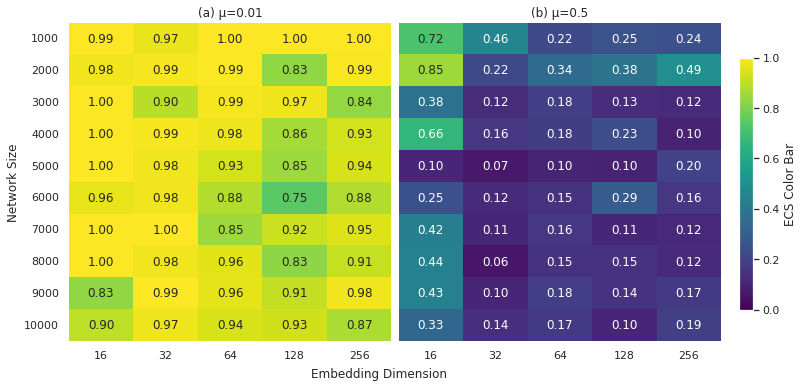 (a) μ=0.01
(b) μ=0.5
1000 0.99 0.97 1.00 1.00 1.00 0.72 0.46 0.22 0.25 0.24
2000 0.98 0.99 0.99 0.83 0.99 0.85 0.22 0.34 0.38 0.49
3000 1.00 0.90 0.99 0.97 0.84 0.38 0.12 0.18 0.13 0.12
4000 1.00 0.99 0.98 0.86 0.93 0.66 0.16 0.18 0.23 0.10
5000 1.00 0.98 0.93 0.85 0.94 0.10 0.07 0.10 0.10 0.20
6000 0.96 0.98 0.88 0.75 0.88 0.25 0.12 0.15 0.29 0.16
7000 1.00 1.00 0.85 0.92 0.95 0.42 0.11 0.16 0.11 0.12
8000 1.00 0.98 0.96 0.83 0.91 0.44 0.06 0.15 0.15 0.12
9000 0.83 0.99 0.96 0.91 0.98 0.43 0.10 0.18 0.14 0.17
10000 0.90 0.97 0.94 0.93 0.87 0.33 0.14 0.17 0.10 0.19
16 32 64 128 256 16 32 64 128 256
Network Size
Embedding Dimension
1.0
0.8
0.6
0.4
0.2
0.0
ECS Color Bar